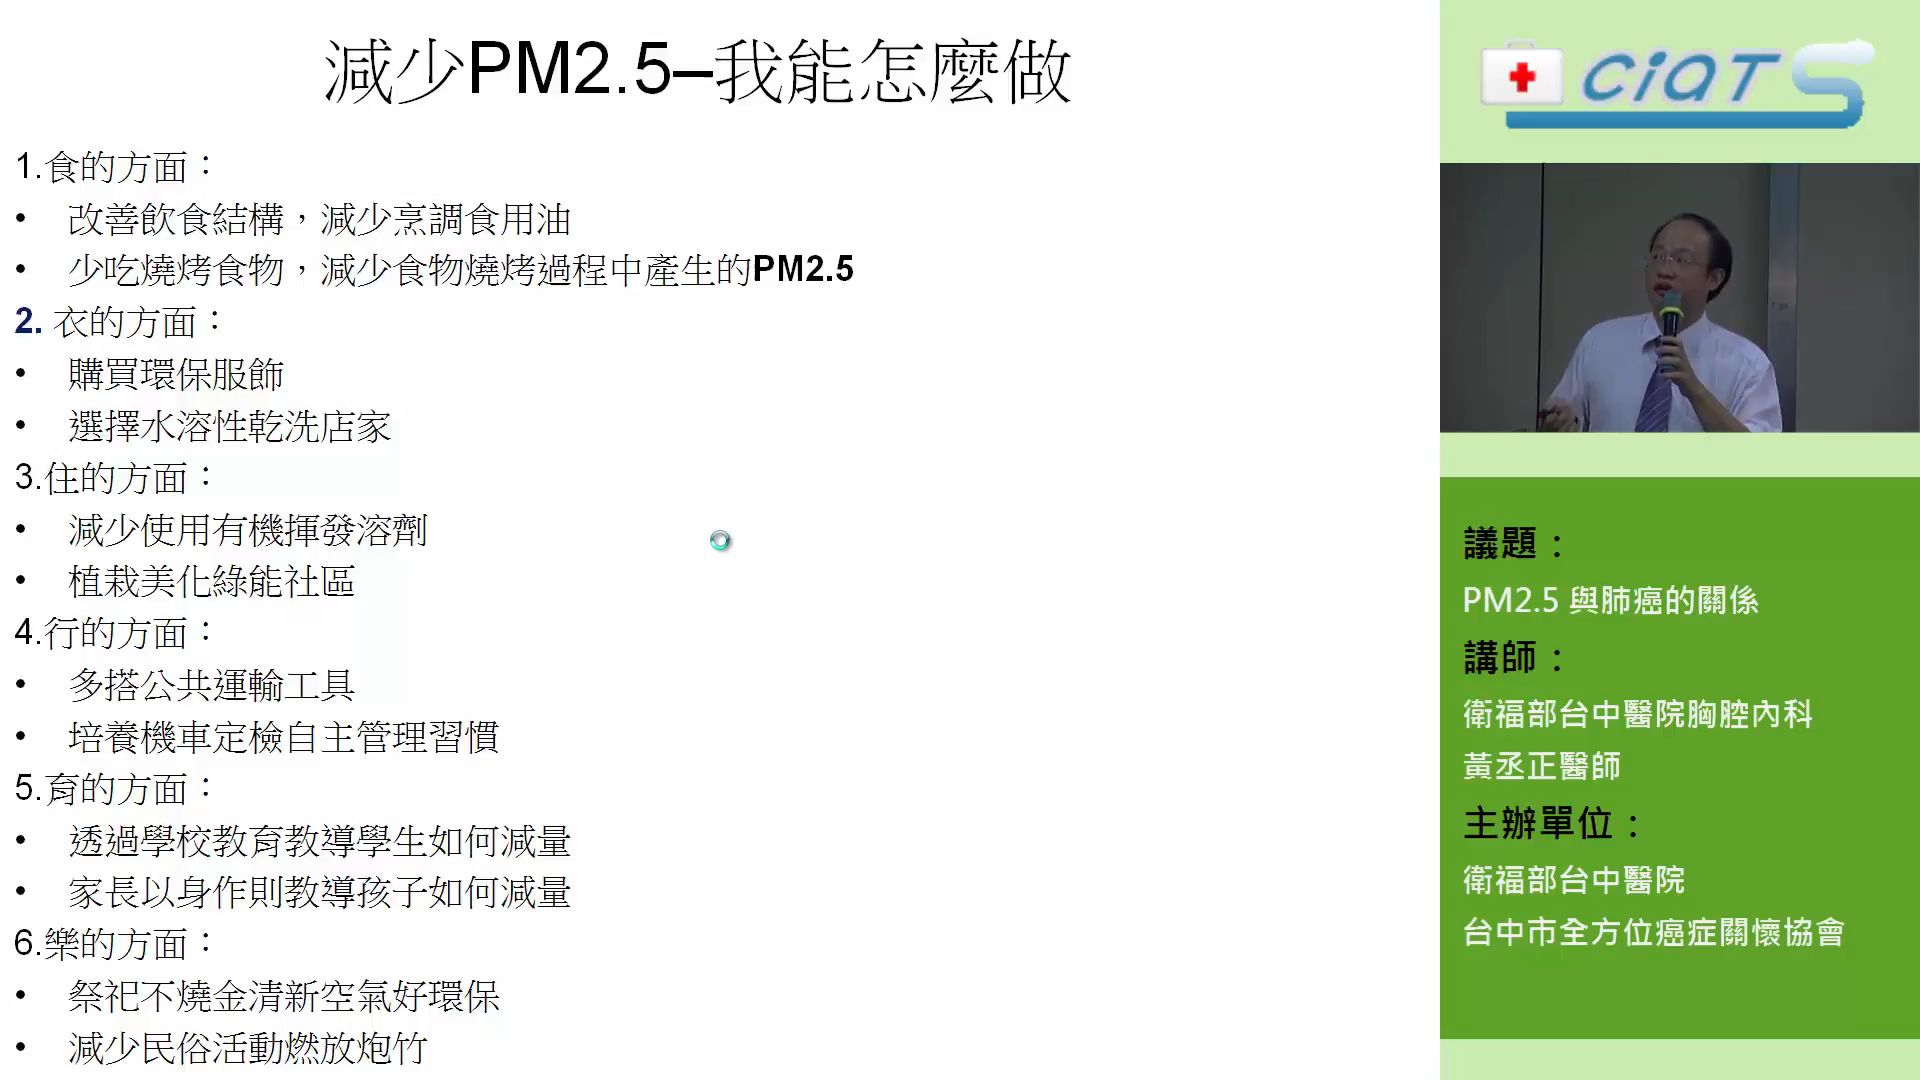 減少PM2.5–我能怎麼做
1.食的方面：
• 改善飲食結構，減少烹調食用油
• 少吃燒烤食物，減少食物燒烤過程中產生的PM2.5
2. 衣的方面：
• 購買環保服飾
• 選擇水溶性乾洗店家
3.住的方面：
• 減少使用有機揮發溶劑
• 植栽美化綠能社區
4.行的方面：
• 多搭公共運輸工具
• 培養機車定檢自主管理習慣
5.育的方面：
• 透過學校教育教導學生如何減量
• 家長以身作則教導孩子如何減量
6.樂的方面：
• 祭祀不燒金清新空氣好環保
• 減少民俗活動燃放炮竹
CiATS
議題：
PM2.5 與肺癌的關係
講師：
衛福部台中醫院胸腔內科
黃丞正醫師
主辦單位：
衛福部台中醫院
台中市全方位癌症關懷協會